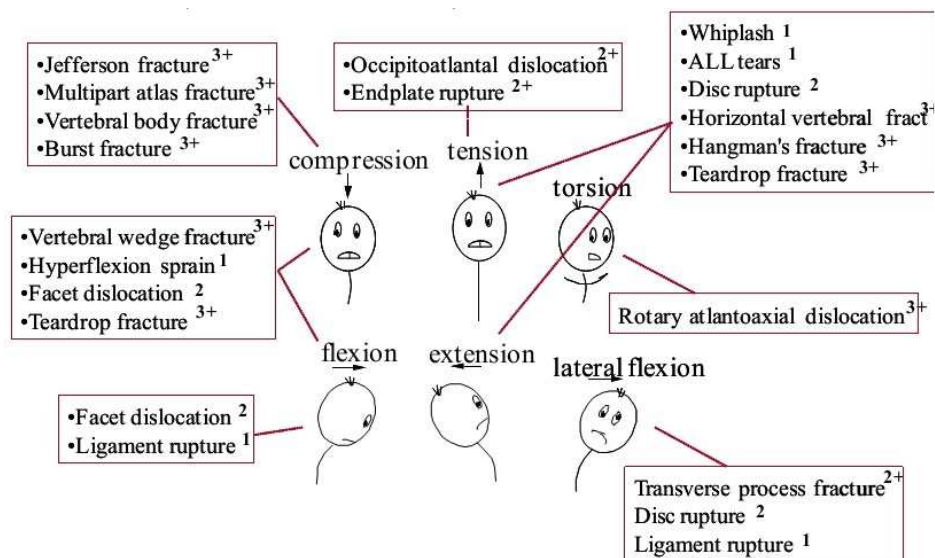 •Jefferson fracture 3+
•Multipart atlas fracture 3+
•Vertebral body fracture 3+
•Burst fracture 3+
•Occipitoatlantal dislocation 2+
•Endplate rupture 2+
•Whiplash 1
•ALL tears 1
•Disc rupture 2
•Horizontal vertebral fract 3+
•Hangman's fracture 3+
•Teardrop fracture 3+
compression
tension
torsion
•Vertebral wedge fracture 3+
•Hyperflexion sprain 1
•Facet dislocation 2
•Teardrop fracture 3+
Rotary atlantoaxial dislocation 3+
flexion
extension
lateral flexion
•Facet dislocation 2
•Ligament rupture 1
Transverse process fracture 2+
Disc rupture 2
Ligament rupture 1